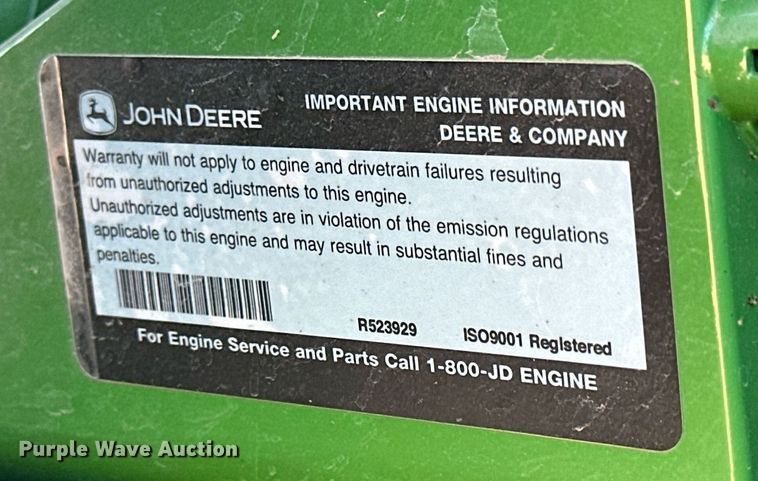 JOHN DEERE
IMPORTANT ENGINE INFORMATION
DEERE & COMPANY
Warranty will not apply to engine and drivetrain failures resulting
from unauthorized adjustments to this engine.
Unauthorized adjustments are in violation of the emission regulations
applicable to this engine and may result in substantial fines and
penalties.
R523929 ISO9001 Registered
For Engine Service and Parts Call 1-800-JD ENGINE
Purple Wave Auction